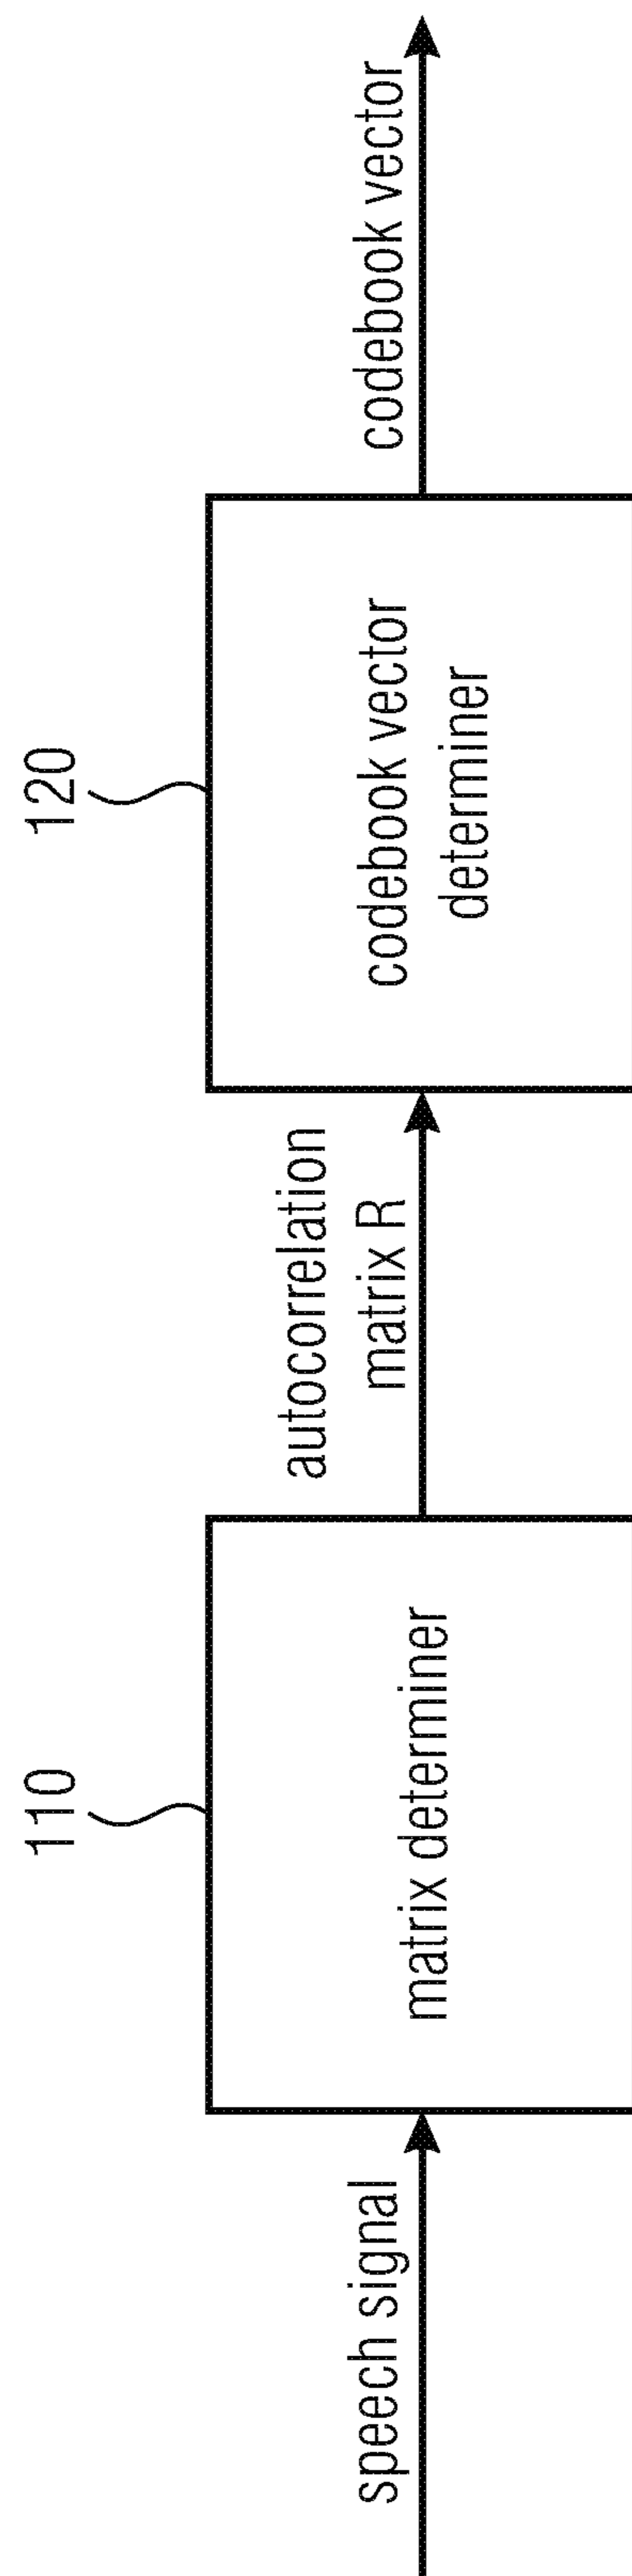 speech signal
110
matrix determiner
autocorrelation
matrix R
120
codebook vector
determiner
codebook vector